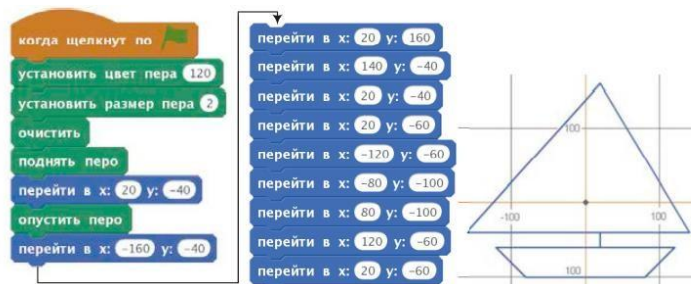 когда щелкнут по
установить цвет пера 120
установить размер пера 2
очистить
поднять перо
перейти в x: 20 y: -40
опустить перо
перейти в x: -160 y: -40
перейти в x: 20 y: 160
перейти в x: 140 y: -40
перейти в x: 20 y: -40
перейти в x: 20 y: -60
перейти в x: -120 y: -60
перейти в x: -80 y: -100
перейти в x: 80 y: -100
перейти в x: 120 y: -60
перейти в x: 20 y: -60
100
-100 100
100